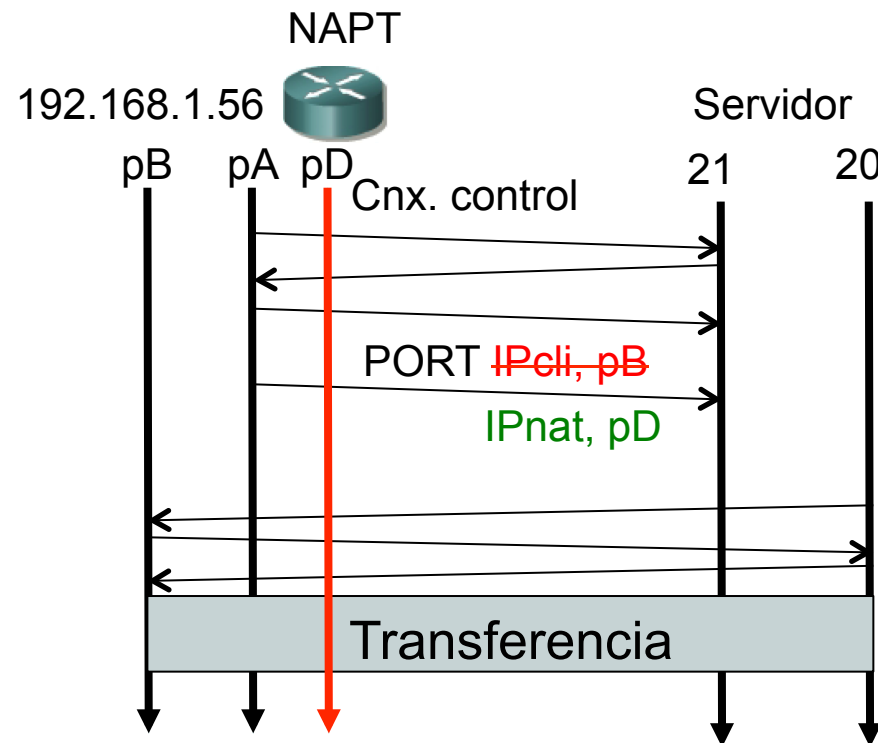 NAPT
192.168.1.56
Servidor
pB pA pD
21 20
Cnx. control
PORT IPcli, pB
IPnat, pD
Transferencia